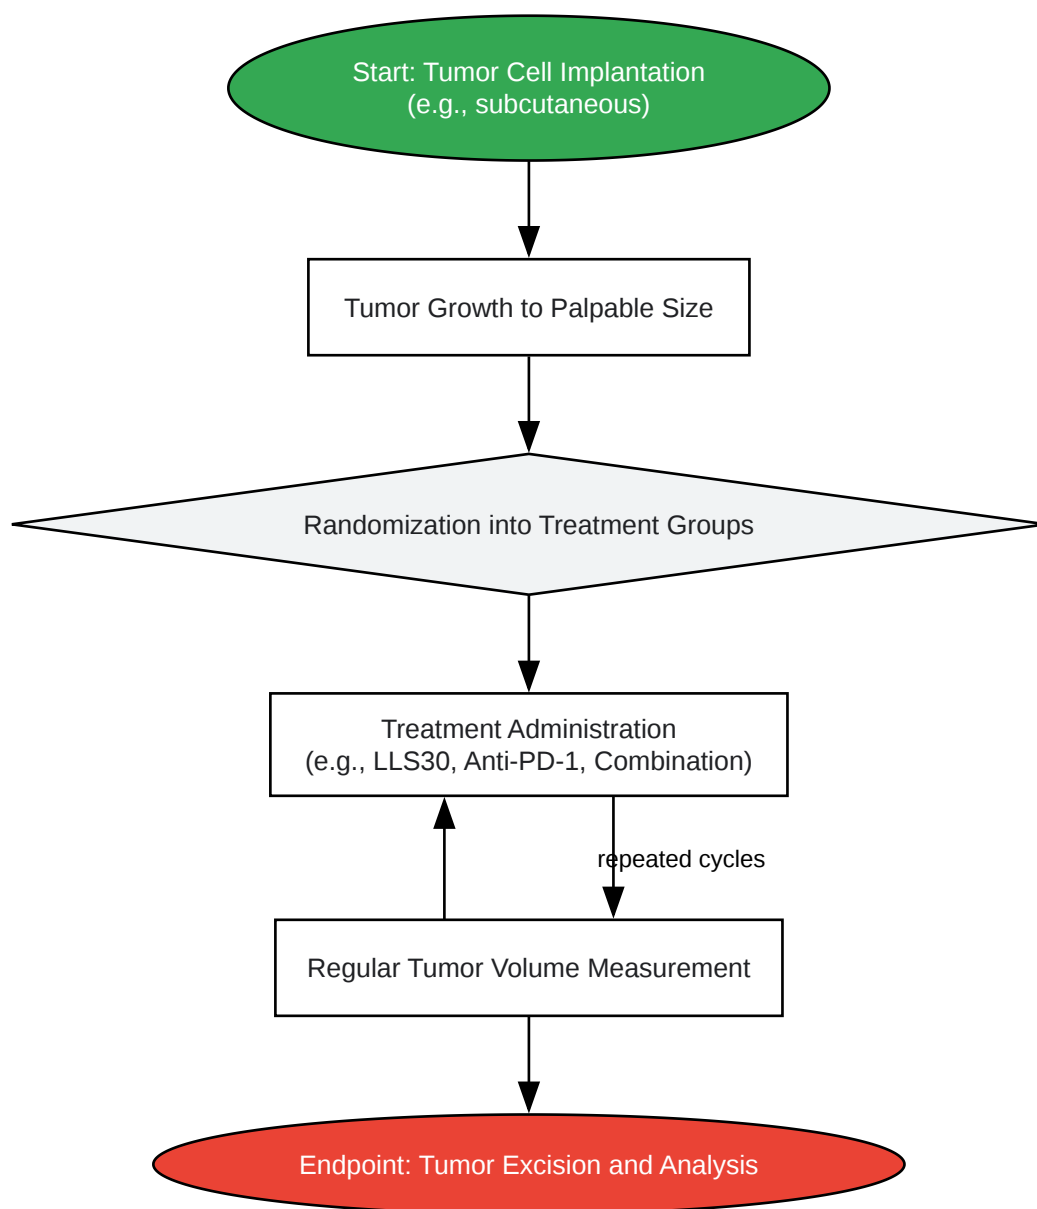 Start: Tumor Cell Implantation
(e.g., subcutaneous)
Tumor Growth to Palpable Size
Randomization into Treatment Groups
Treatment Administration
(e.g., LLS30, Anti-PD-1, Combination)
repeated cycles
Regular Tumor Volume Measurement
Endpoint: Tumor Excision and Analysis